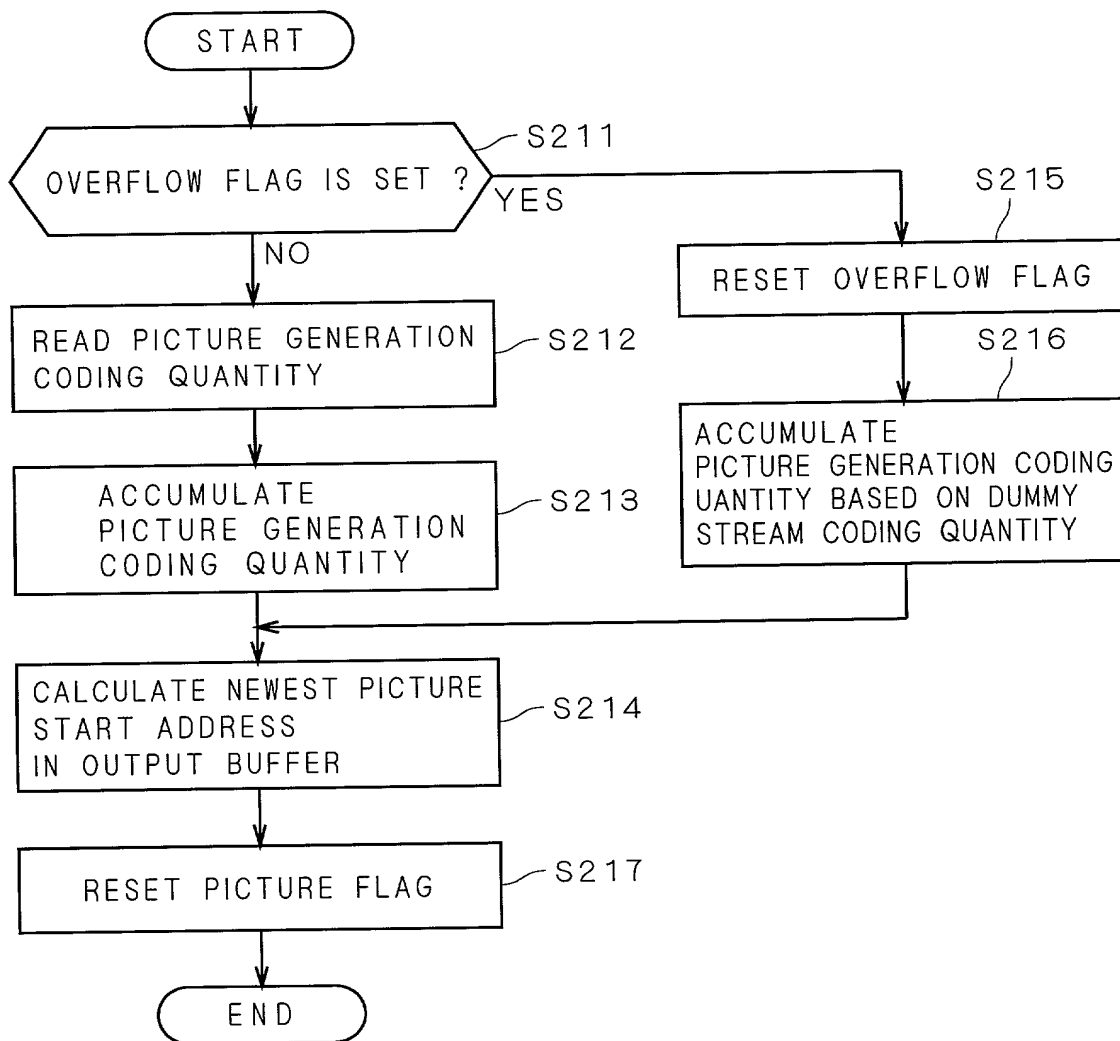 START
S211
OVERFLOW FLAG IS SET ?
YES
NO
S215
RESET OVERFLOW FLAG
READ PICTURE GENERATION
CODING QUANTITY
S212
S216
ACCUMULATE
PICTURE GENERATION CODING
UANTITY BASED ON DUMMY
STREAM CODING QUANTITY
ACCUMULATE
PICTURE GENERATION
CODING QUANTITY
S213
CALCULATE NEWEST PICTURE
START ADDRESS
IN OUTPUT BUFFER
S214
RESET PICTURE FLAG
S217
END